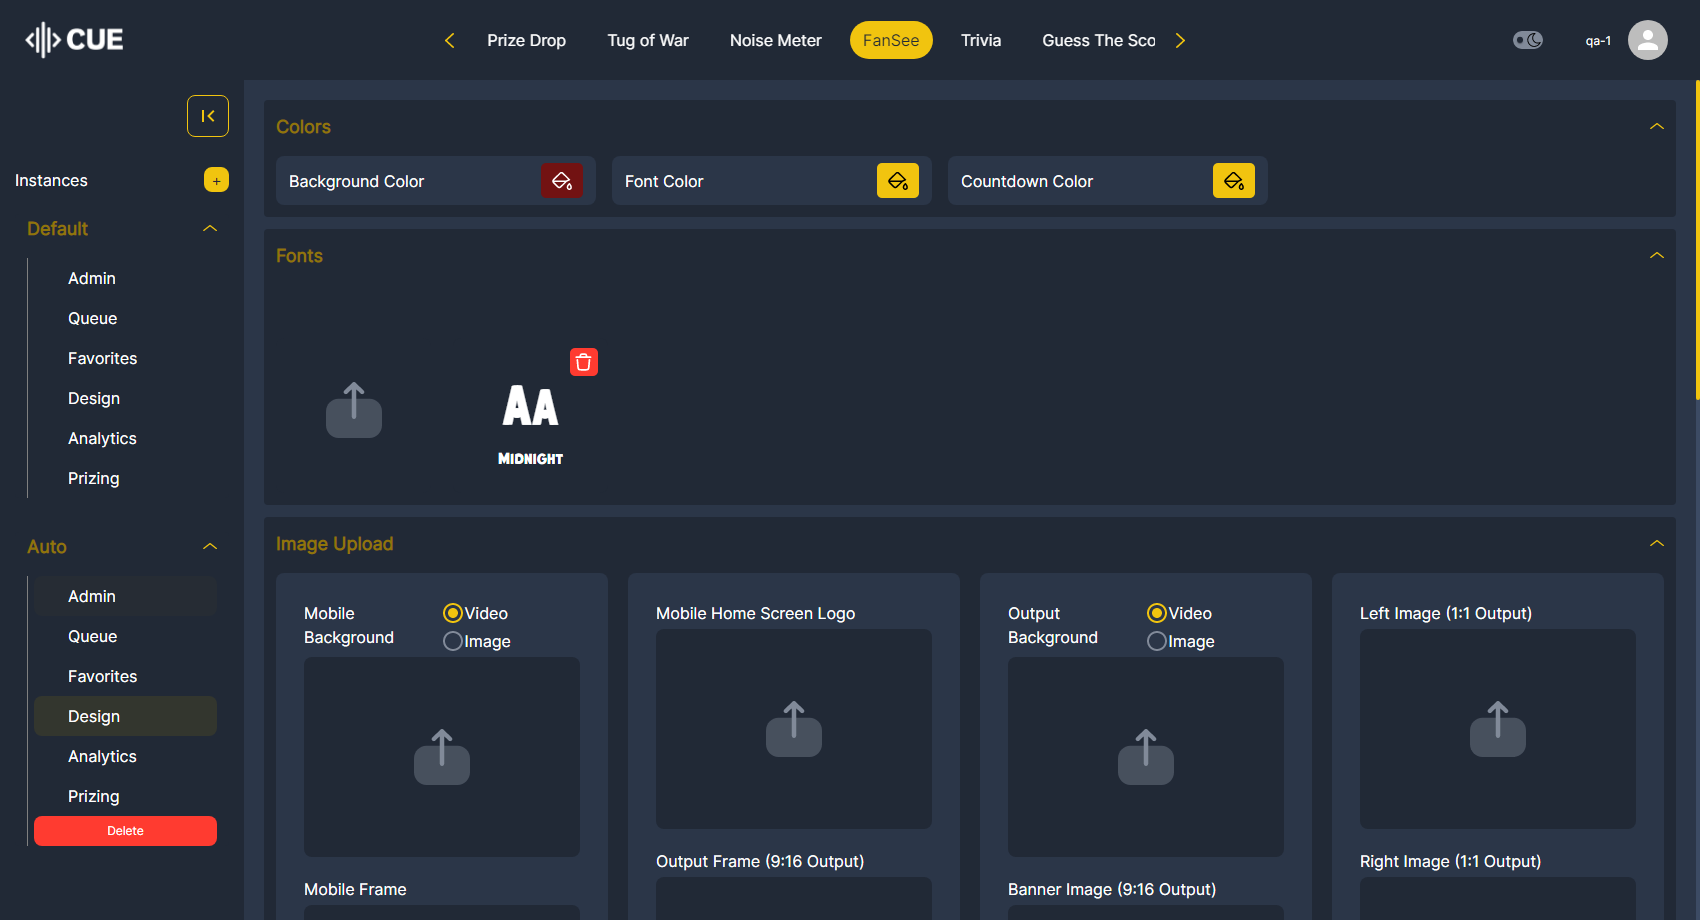 CUE
Prize Drop
Tug of War
Noise Meter
FanSee
Trivia
Guess The Sco
qa-1
Instances
+
Default
Admin
Queue
Favorites
Design
Analytics
Prizing
Auto
Admin
Queue
Favorites
Design
Analytics
Prizing
Delete
Colors
Background Color
Font Color
Countdown Color
Fonts
AA
MIDNIGHT
Image Upload
Mobile
Background
Video
Image
Mobile Frame
Mobile Home Screen Logo
Output Frame (9:16 Output)
Output
Background
Video
Image
Banner Image (9:16 Output)
Left Image (1:1 Output)
Right Image (1:1 Output)